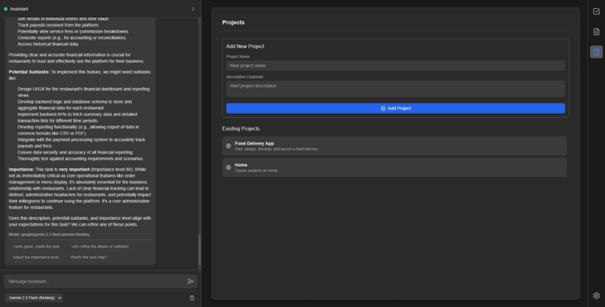 Assistant
see details of individual orders and their value.
Track payouts received from the platform.
Potentially view service fees or commission breakdowns.
Generate reports (e.g., for accounting or reconciliation).
Access historical financial data.
Providing clear and accurate financial information is crucial for
restaurants to trust and effectively use the platform for their business.
Potential Subtasks: To implement this feature, we might need subtasks
like:
Design UI/UX for the restaurant's financial dashboard and reporting
views.
Develop backend logic and database schema to store and
aggregate financial data for each restaurant.
Implement backend APIs to fetch summary data and detailed
transaction lists for different time periods.
Develop reporting functionality (e.g., allowing export of data in
common formats like CSV or PDF).
Integrate with the payment processing system to accurately track
payouts and fees.
Ensure data security and accuracy of all financial reporting.
Thoroughly test against accounting requirements and scenarios.
Importance: This task is very important (importance level 85). While
not as immediately critical as core operational features like order
management or menu display, it's absolutely essential for the business
relationship with restaurants. Lack of clear financial tracking can lead to
distrust, administrative headaches for restaurants, and potentially impact
their willingness to continue using the platform. It's a core administrative
feature for restaurants.
Does this description, potential subtasks, and importance level align with
your expectations for this task? We can refine any of these points.
Looks good, create the task.
Let's refine the details or subtasks.
Adjust the importance level.
What's the next step?
Message Assistant...
Gemini 2.5 Flash (thinking)
Projects
Add New Project
Project Name
New project name
Description (Optional)
Brief project description
Add Project
Existing Projects
Food Delivery App
Plan, design, develop, and launch a food delivery
Home
Classic projects on home